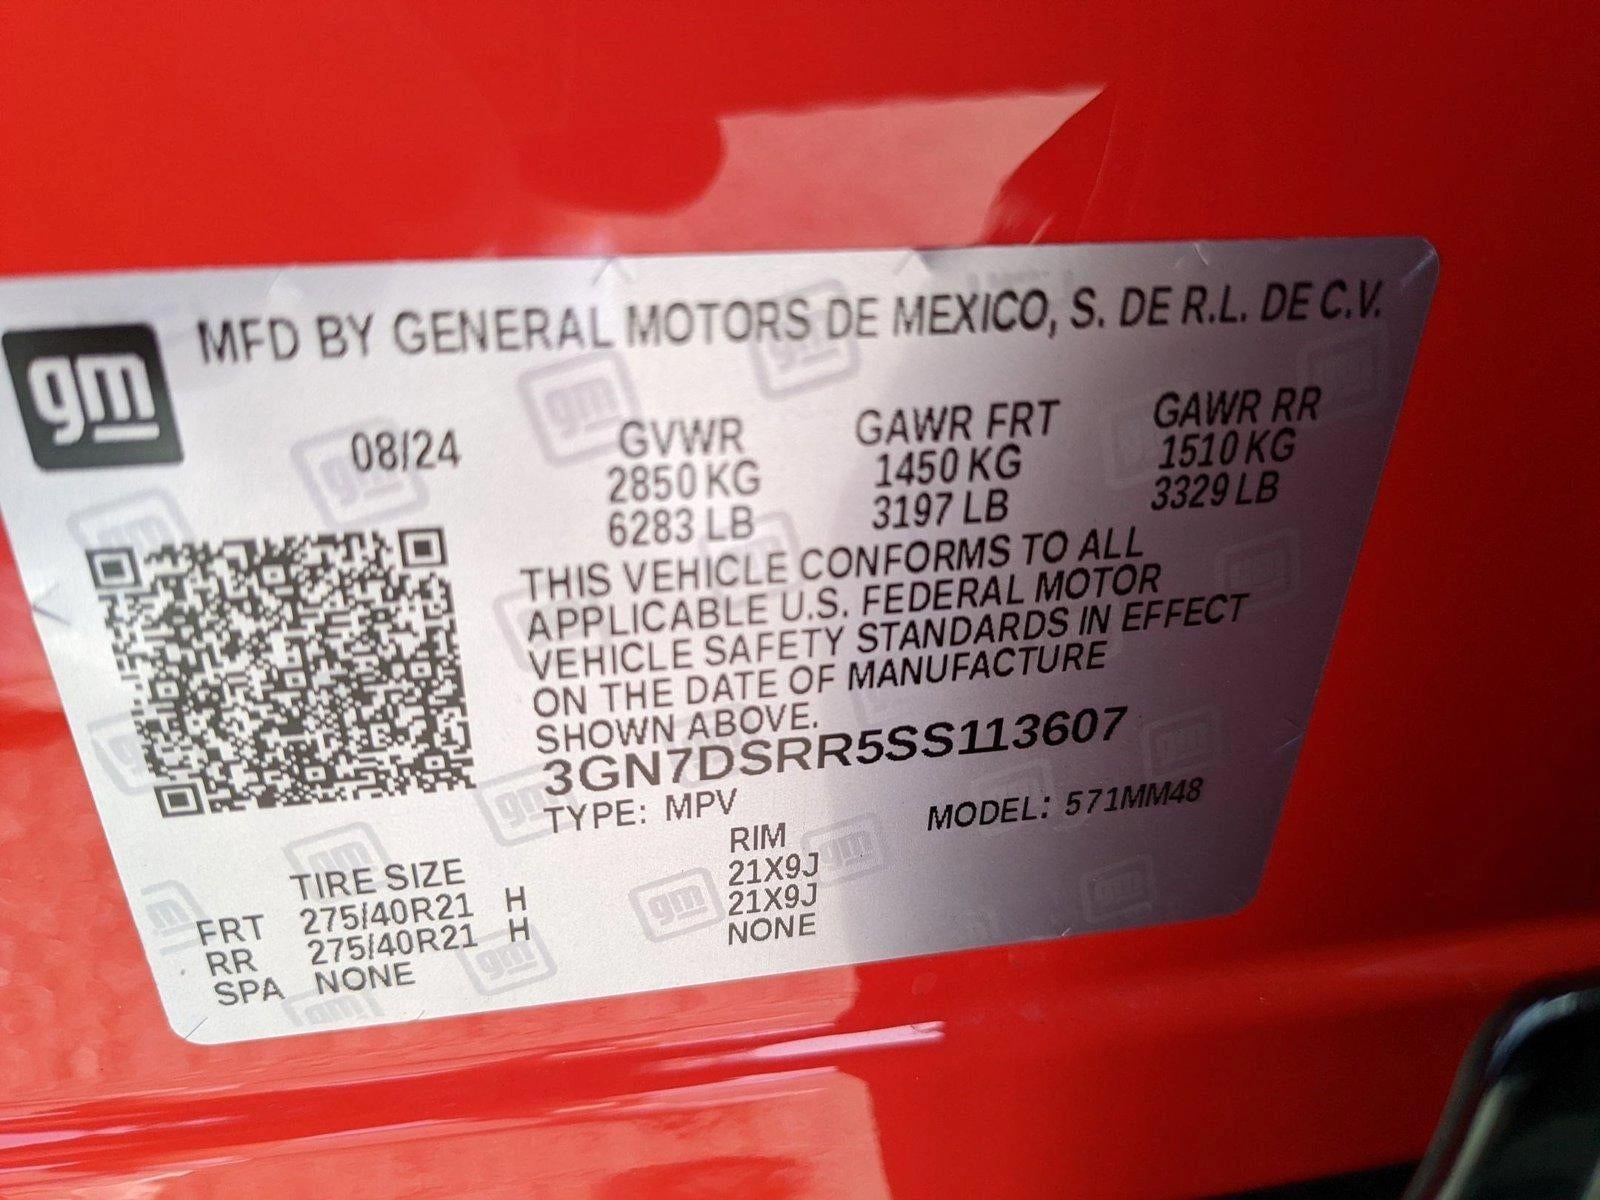 gm
MFD BY GENERAL MOTORS DE MEXICO, S. DE R.L. DE C.V.
08/24 GVWR GAWR FRT GAWR RR
2850 KG 1450 KG 1510 KG
6283 LB 3197 LB 3329 LB
THIS VEHICLE CONFORMS TO ALL
APPLICABLE U.S. FEDERAL MOTOR
VEHICLE SAFETY STANDARDS IN EFFECT
ON THE DATE OF MANUFACTURE
SHOWN ABOVE.
3GN7DSRR5SS113607
TYPE: MPV MODEL: 571MM48
TIRE SIZE RIM
FRT 275/40R21 H 21X9J
RR 275/40R21 H 21X9J
SPA NONE NONE